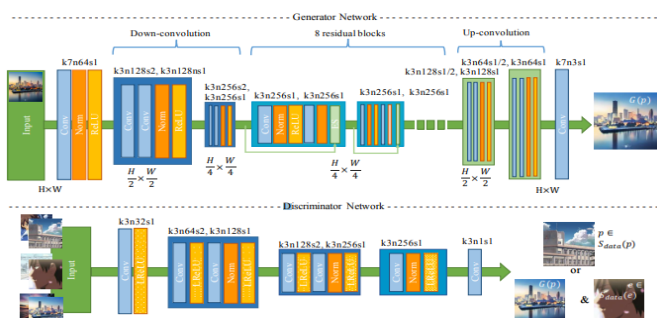 Generator Network
Down-convolution
8 residual blocks
Up-convolution
k7n64s1
k3n128s2, k3n128ns1
k3n256s2,
k3n256s1
k3n256s1, k3n256s1
k3n256s1,
k3n256s1
k3n128s1/2,
k3n128s1
k3n64s1/2, k3n64s1
k7n3s1
Input
Conv
Norm
ReLU
Conv
Conv
Norm
ReLU
Conv
Norm
ReLU
ES
Conv
G(p)
H×W
H/2 × W/2
H/4 × W/4
H/4 × W/4
H/2 × W/2
H×W
Discriminator Network
k3n32s1
k3n64s2, k3n128s1
k3n128s2, k3n256s1
k3n256s1
k3n1s1
Input
Conv
LReLU
Conv
LReLU
Conv
Norm
LReLU
Conv
LReLU
Conv
Norm
LReLU
Conv
Norm
LReLU
Conv
p ∈
S_data(p)
or
G(p)
&
∈
S_data(e)